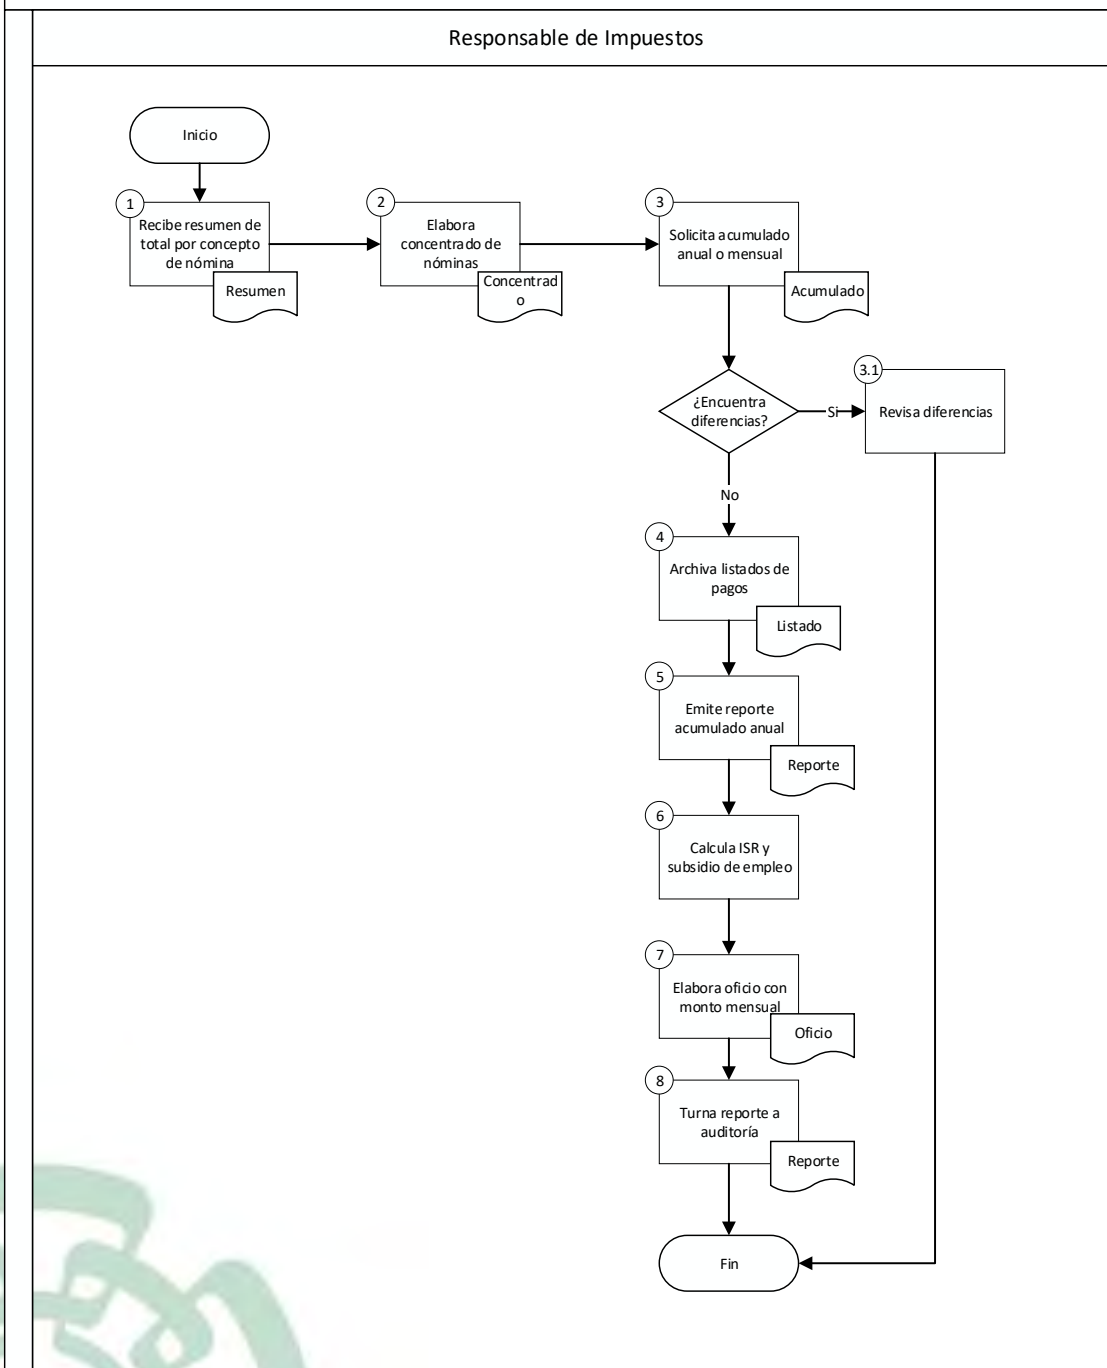 Responsable de Impuestos
Inicio
1
Recibe resumen de
total por concepto
de nómina
Resumen
2
Elabora
concentrado de
nóminas
Concentrad
o
3
Solicita acumulado
anual o mensual
Acumulado
¿Encuentra
diferencias?
Si
3.1
Revisa diferencias
No
4
Archiva listados de
pagos
Listado
5
Emite reporte
acumulado anual
Reporte
6
Calcula ISR y
subsidio de empleo
7
Elabora oficio con
monto mensual
Oficio
8
Turna reporte a
auditoría
Reporte
Fin